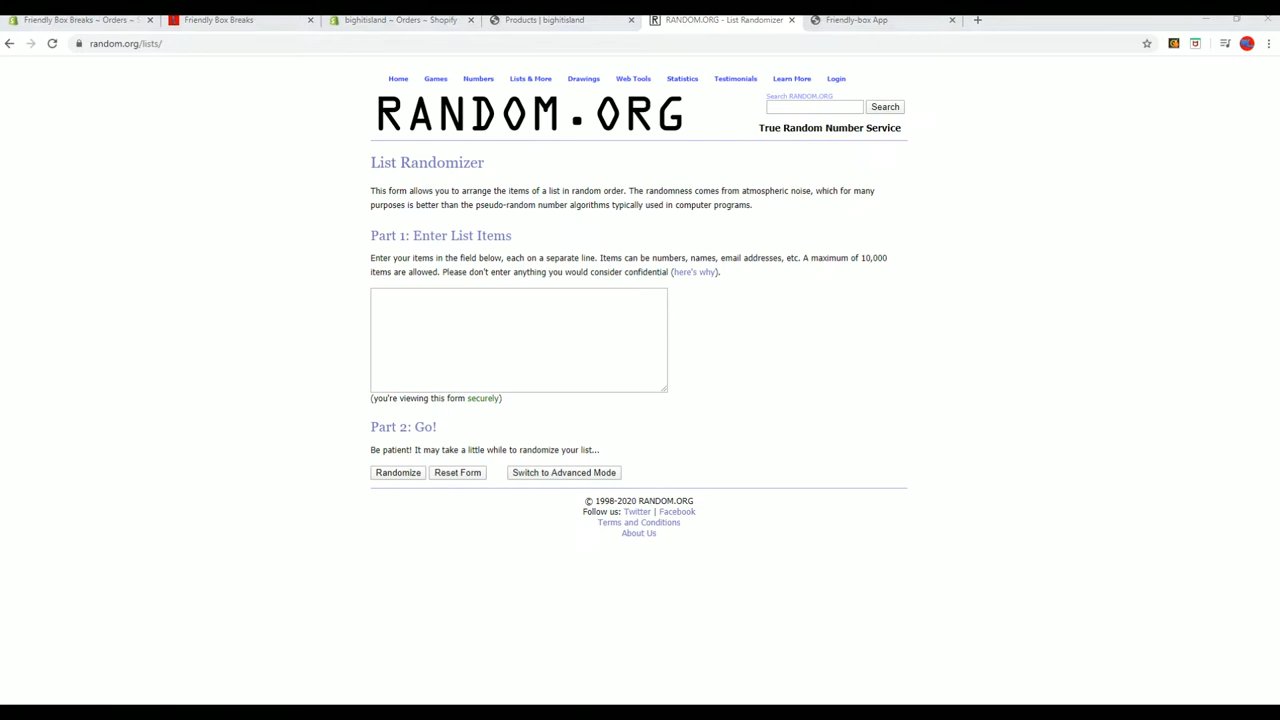 Friendly Box Breaks ~ Orders ~
Friendly Box Breaks
bighitisland ~ Orders ~ Shopify
Products | bighitisland
RANDOM.ORG - List Randomizer
Friendly-box App
random.org/lists/
Home Games Numbers Lists & More Drawings Web Tools Statistics Testimonials Learn More Login
RANDOM.ORG
Search RANDOM.ORG
Search
True Random Number Service
List Randomizer
This form allows you to arrange the items of a list in random order. The randomness comes from atmospheric noise, which for many
purposes is better than the pseudo-random number algorithms typically used in computer programs.
Part 1: Enter List Items
Enter your items in the field below, each on a separate line. Items can be numbers, names, email addresses, etc. A maximum of 10,000
items are allowed. Please don't enter anything you would consider confidential (here's why).
(you're viewing this form securely)
Part 2: Go!
Be patient! It may take a little while to randomize your list...
Randomize Reset Form Switch to Advanced Mode
© 1998-2020 RANDOM.ORG
Follow us: Twitter | Facebook
Terms and Conditions
About Us